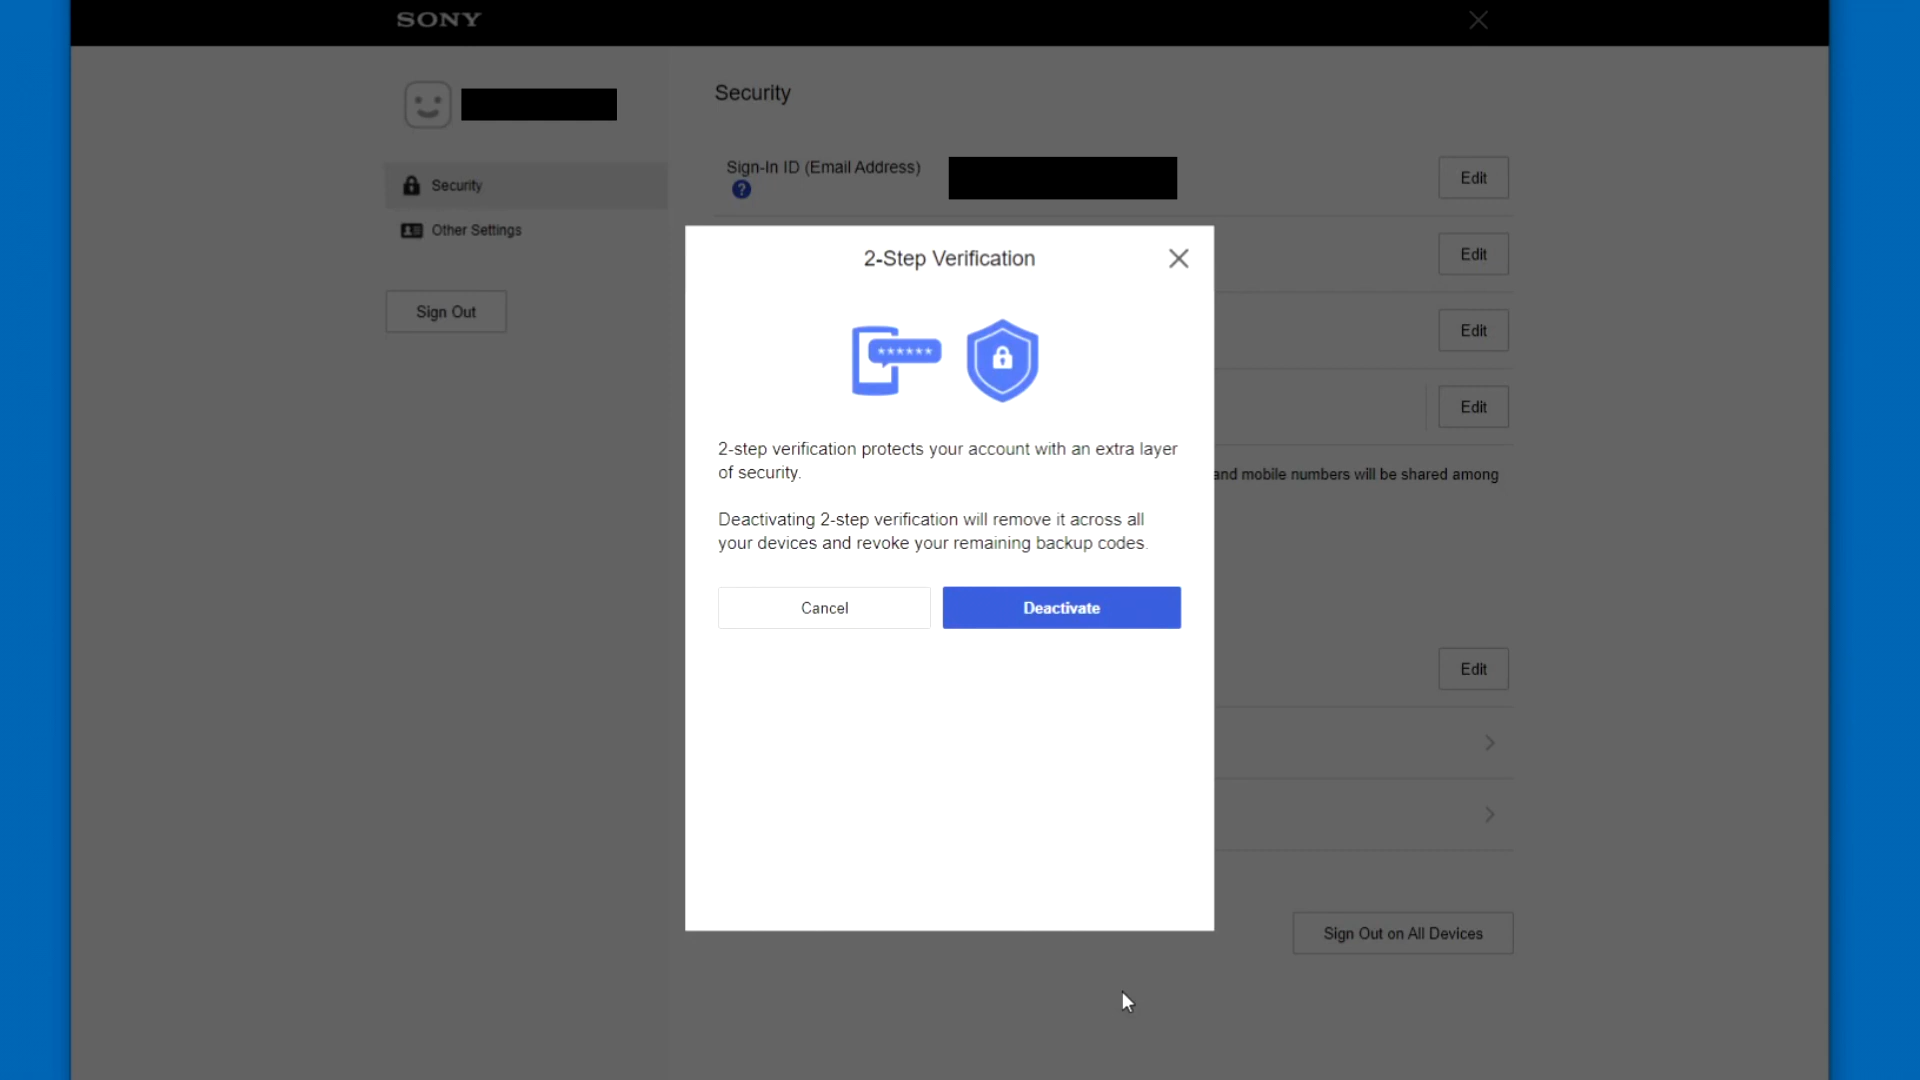 SONY
Security
Sign-In ID (Email Address)
?
Edit
Security
Other Settings
Sign Out
2-Step Verification
Edit
Edit
******
Edit
2-step verification protects your account with an extra layer
of security.
and mobile numbers will be shared among
Deactivating 2-step verification will remove it across all
your devices and revoke your remaining backup codes.
Cancel
Deactivate
Edit
Sign Out on All Devices